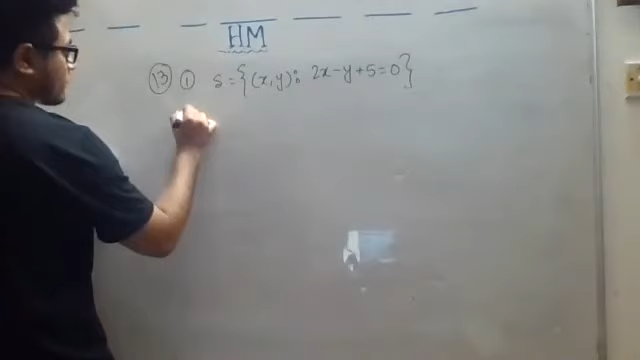 HM
(13) (1) S = {(x, y): 2x - y + 5 = 0}